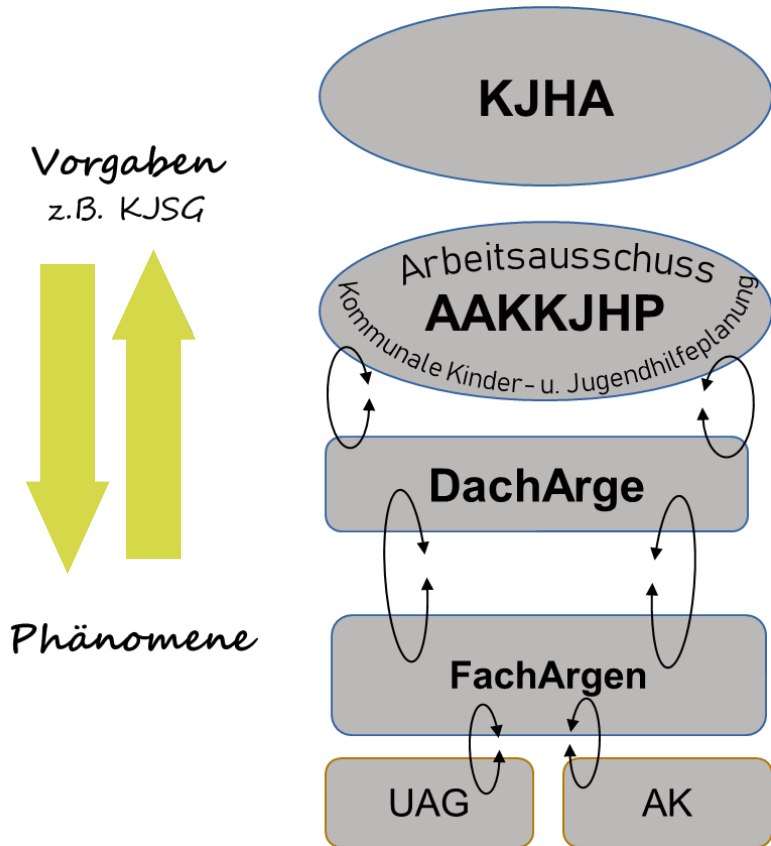 KJHA
Vorgaben
z.B. KJSG
Arbeitsausschuss
AAKKJHP
Kommunale Kinder- u. Jugendhilfeplanung
DachArge
Phänomene
FachArgen
UAG
AK